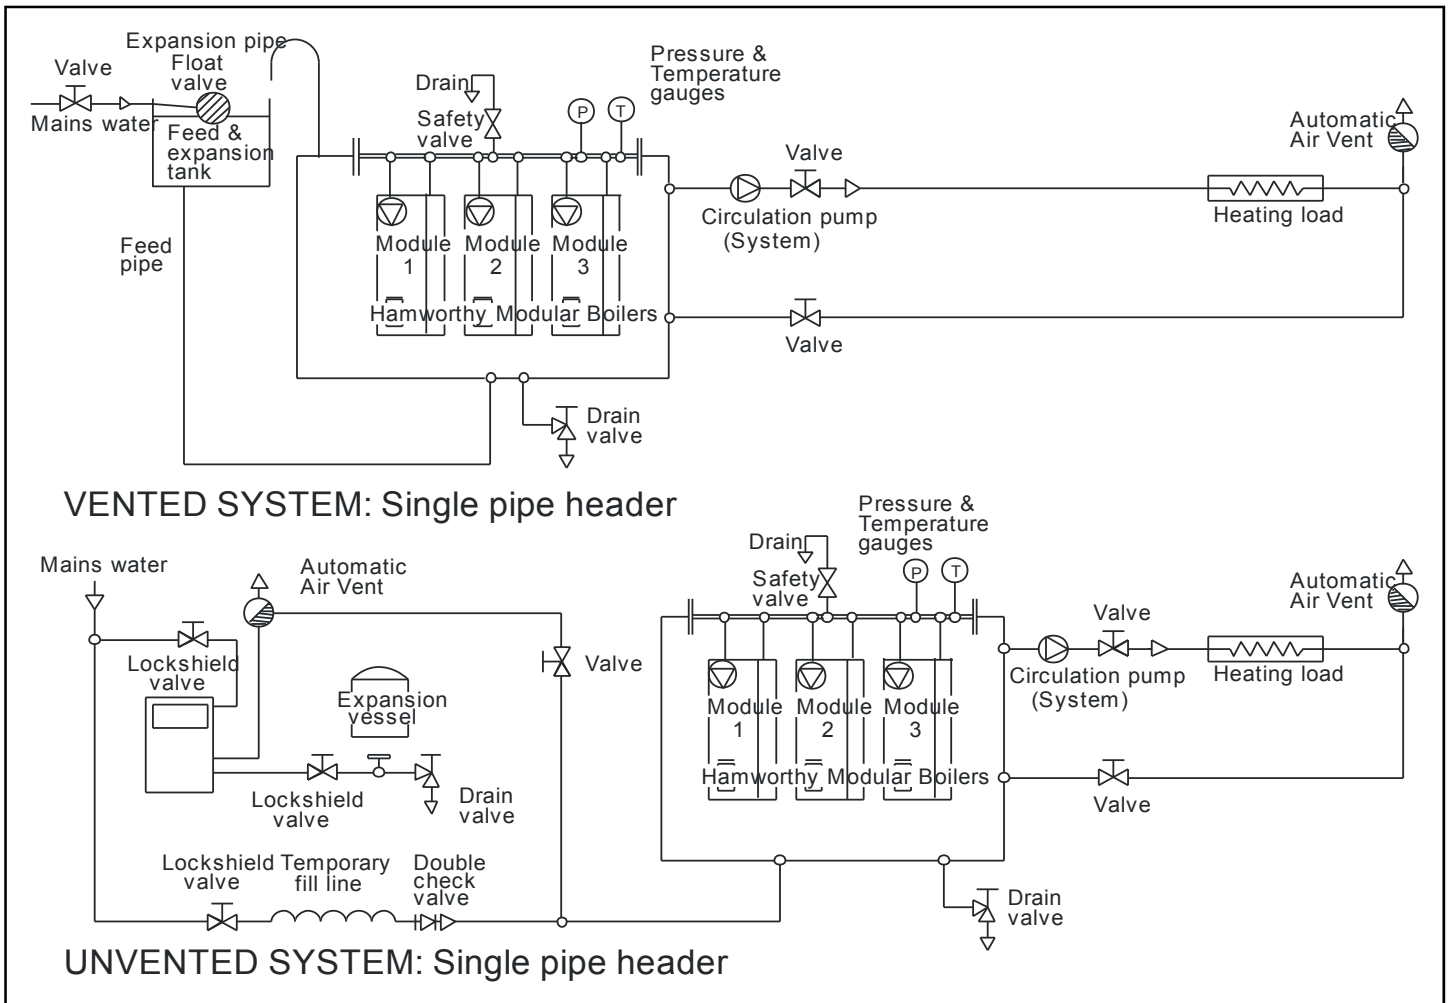 Expansion pipe
Float
valve
Valve
Mains water
Feed &
expansion
tank
Feed
pipe
Drain
Safety
valve
Pressure &
Temperature
gauges
P
T
Module
1
Module
2
Module
3
Hamworthy Modular Boilers
Valve
Circulation pump
(System)
Automatic
Air Vent
Heating load
Valve
Drain
valve
VENTED SYSTEM: Single pipe header
Mains water
Automatic
Air Vent
Lockshield
valve
Valve
Expansion
vessel
Lockshield
valve
Drain
valve
Lockshield
valve
Temporary
fill line
Double
check
valve
Drain
Safety
valve
Pressure &
Temperature
gauges
P
T
Module
1
Module
2
Module
3
Hamworthy Modular Boilers
Valve
Circulation pump
(System)
Automatic
Air Vent
Heating load
Valve
Drain
valve
UNVENTED SYSTEM: Single pipe header